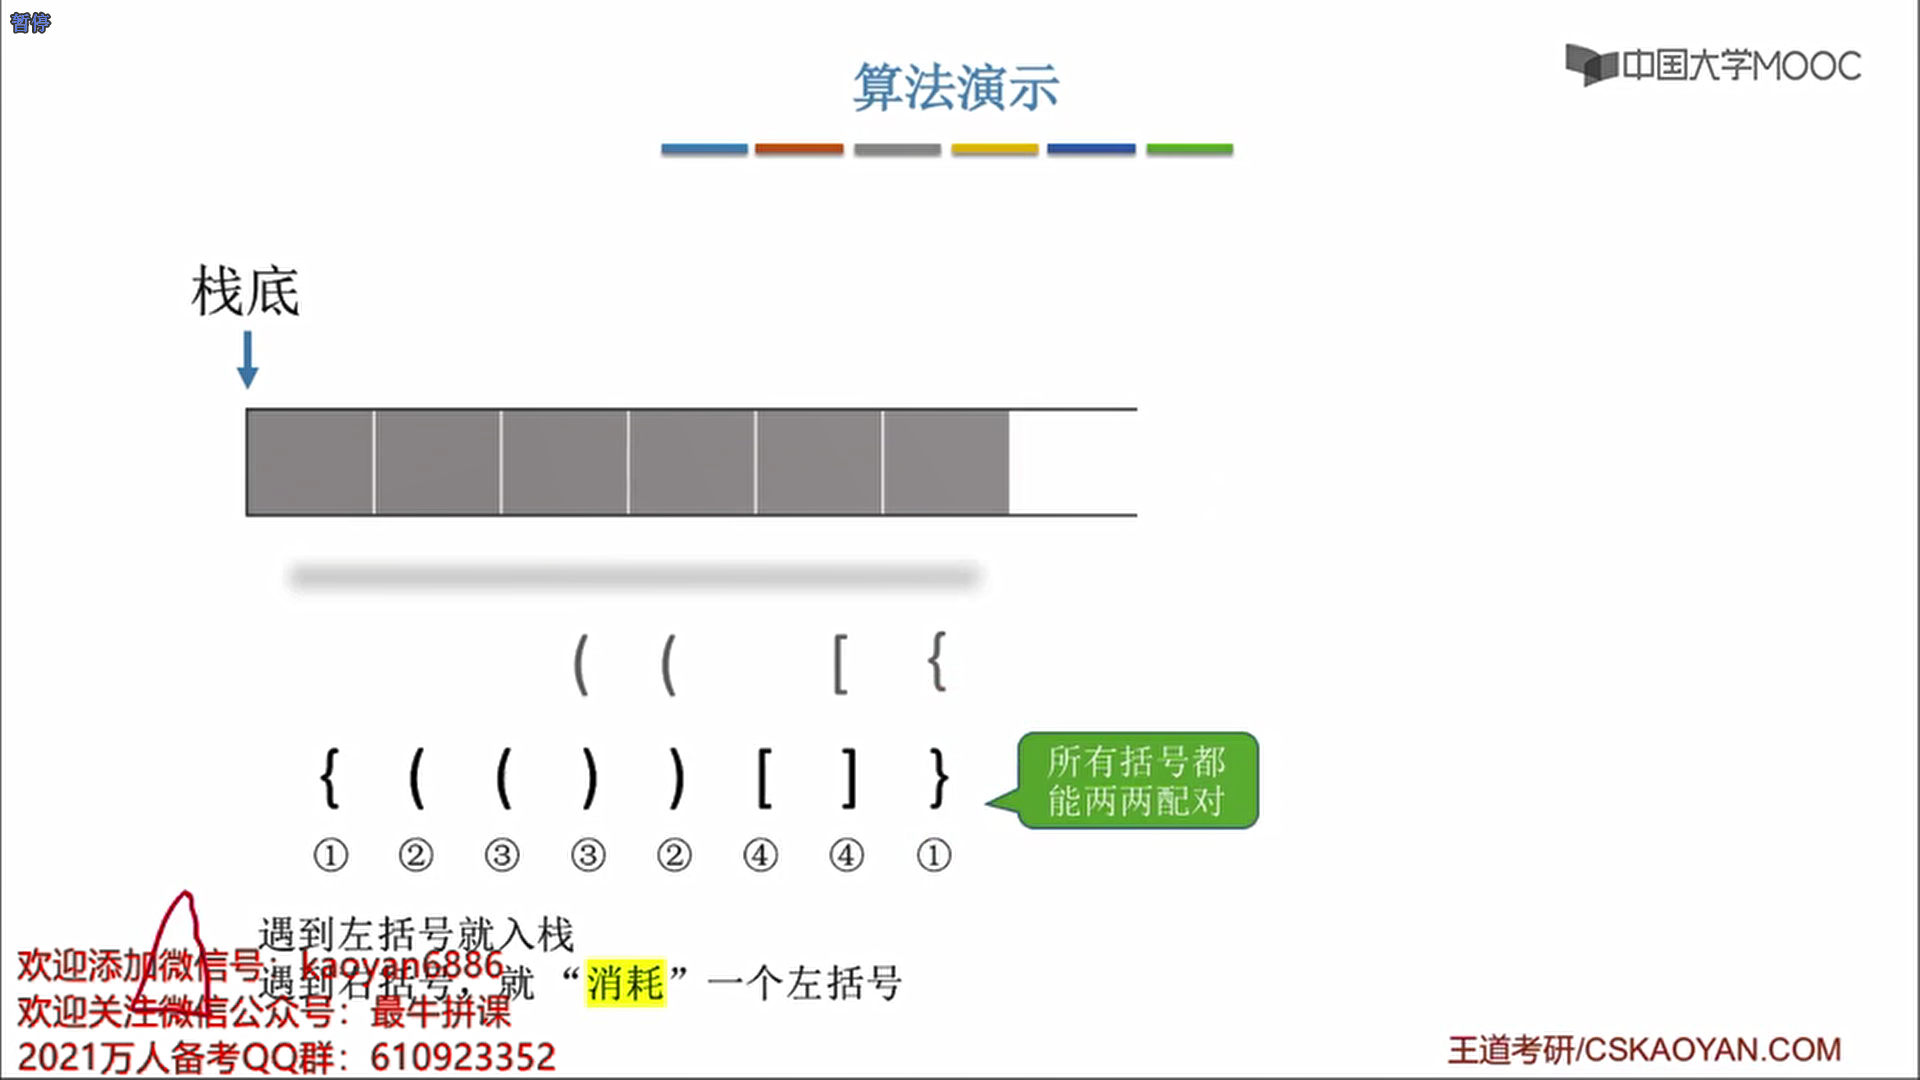 暂停
中国大学MOOC
算法演示
栈底
( ( [ {
{ ( ( ) ) [ ] }
所有括号都
能两两配对
① ② ③ ③ ② ④ ④ ①
遇到左括号就入栈
欢迎添加微信号：kaoyan6886
遇到右括号，就“消耗”一个左括号
欢迎关注微信公众号：最牛拼课
2021万人备考QQ群：610923352
王道考研/CSKAOYAN.COM